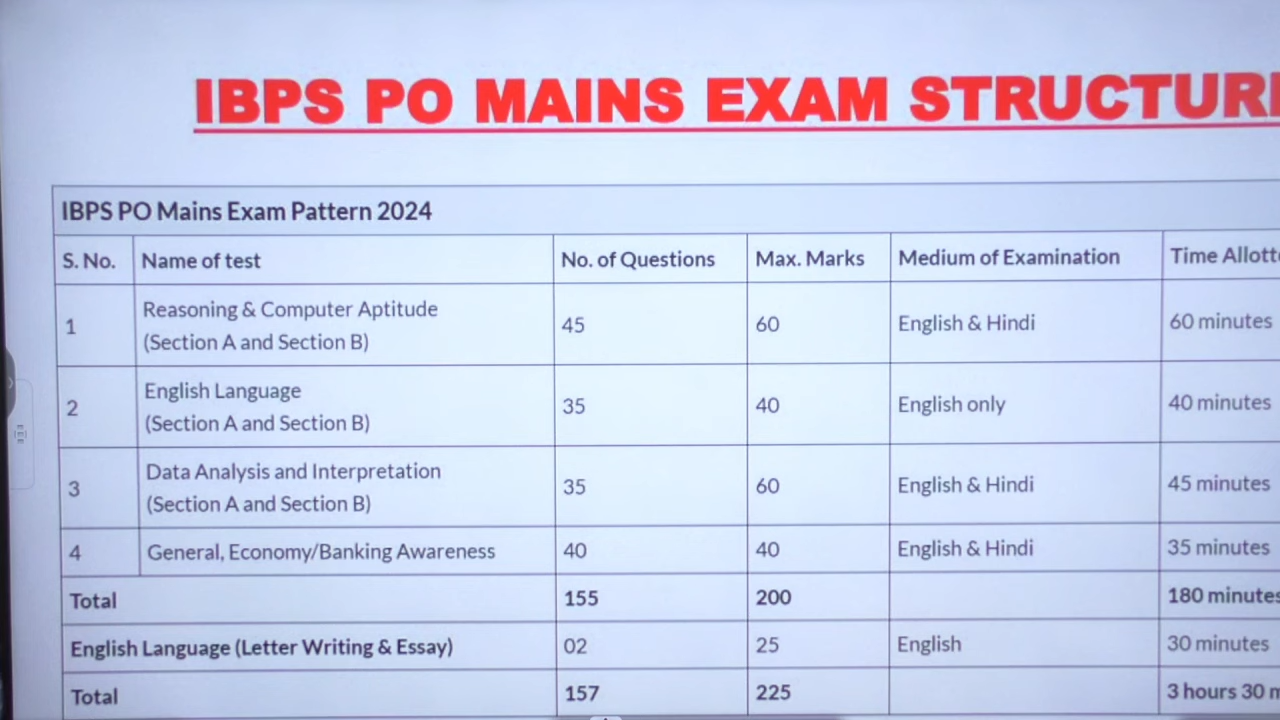 IBPS PO MAINS EXAM STRUCTUR
IBPS PO Mains Exam Pattern 2024
S. No. Name of test No. of Questions Max. Marks Medium of Examination Time Allott
1 Reasoning & Computer Aptitude 45 60 English & Hindi 60 minutes
(Section A and Section B)
2 English Language 35 40 English only 40 minutes
(Section A and Section B)
3 Data Analysis and Interpretation 35 60 English & Hindi 45 minutes
(Section A and Section B)
4 General, Economy/Banking Awareness 40 40 English & Hindi 35 minutes
Total 155 200 180 minutes
English Language (Letter Writing & Essay) 02 25 English 30 minutes
Total 157 225 3 hours 30 m